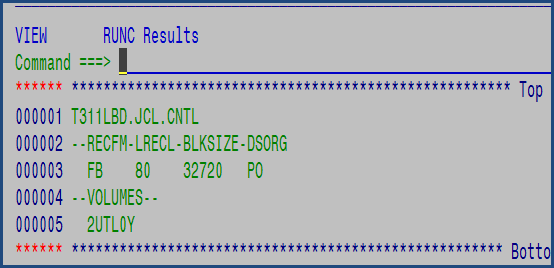 VIEW       RUNC Results
Command ===>
****** ******************************************************* Top
000001 T311LBD.JCL.CNTL
000002 --RECFM-LRECL-BLKSIZE-DSORG
000003   FB    80    32720   PO
000004 --VOLUMES--
000005   2UTL0Y
****** ****************************************************** Botto